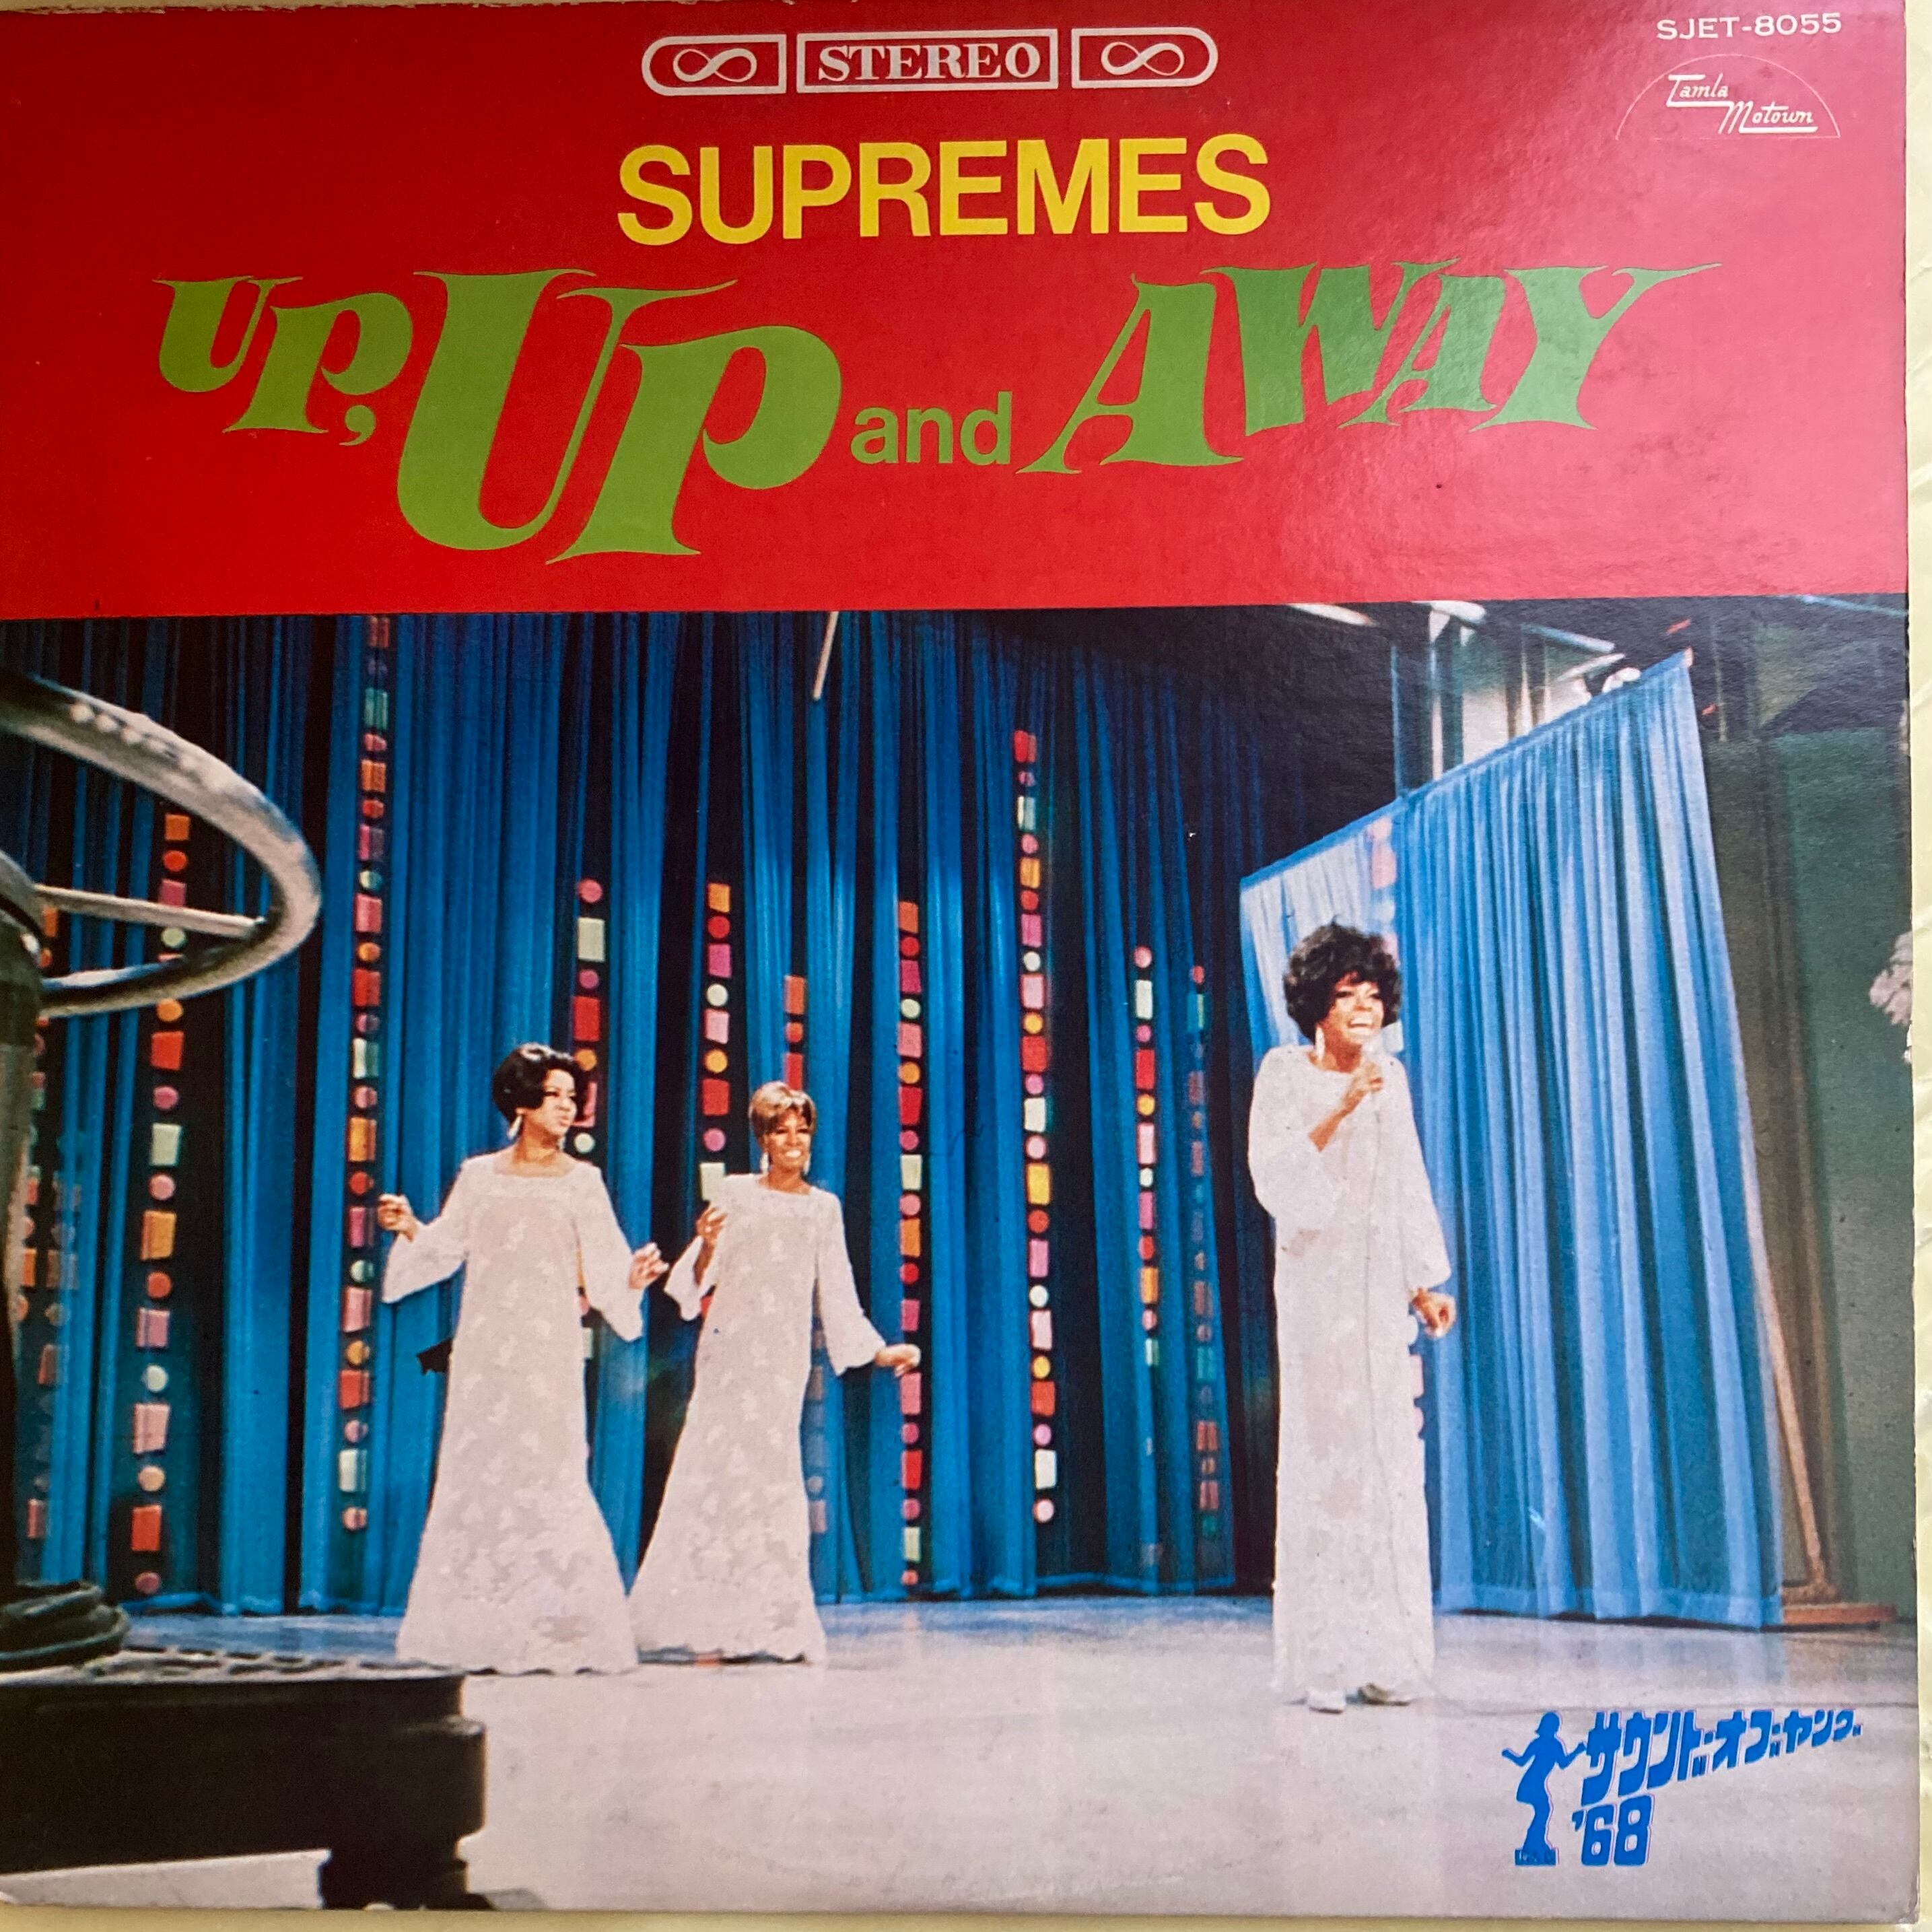 SJET-8055
STEREO
Tamla
Motown
SUPREMES
UP, UP and AWAY
サウンド・オブ・ヤング
'68